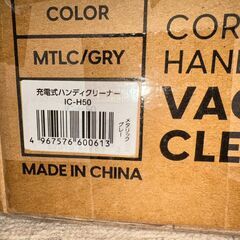 COLOR
MTLC/GRY
充電式ハンディクリーナー
IC-H50
4 967576 600613
メタリック
グレー
MADE IN CHINA
COR
HAN
VAC
CLE